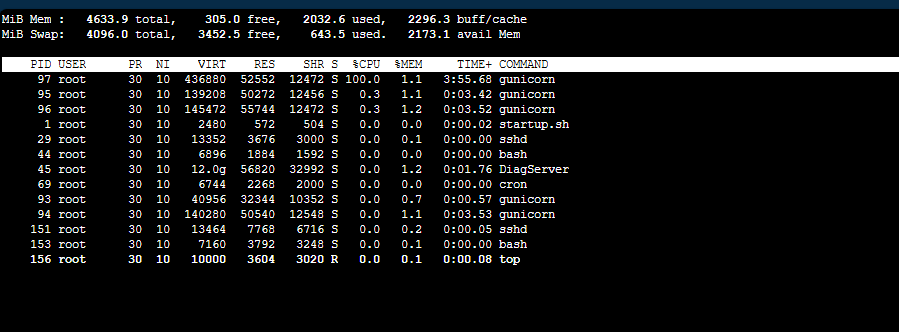 MiB Mem :   4633.9 total,    305.0 free,   2032.6 used,   2296.3 buff/cache
MiB Swap:   4096.0 total,   3452.5 free,    643.5 used.   2173.1 avail Mem
    PID USER      PR  NI    VIRT    RES    SHR S  %CPU  %MEM     TIME+ COMMAND
     97 root      30  10  436880  52552  12472 S 100.0   1.1   3:55.68 gunicorn
     95 root      30  10  139208  50272  12456 S   0.3   1.1   0:03.42 gunicorn
     96 root      30  10  145472  55744  12472 S   0.3   1.2   0:03.52 gunicorn
      1 root      30  10    2480    572    504 S   0.0   0.0   0:00.02 startup.sh
     29 root      30  10   13352   3676   3000 S   0.0   0.1   0:00.00 sshd
     44 root      30  10    6896   1884   1592 S   0.0   0.0   0:00.00 bash
     45 root      30  10   12.0g  56820  32992 S   0.0   1.2   0:01.76 DiagServer
     69 root      30  10    6744   2268   2000 S   0.0   0.0   0:00.00 cron
     93 root      30  10   40956  32344  10352 S   0.0   0.7   0:00.57 gunicorn
     94 root      30  10  140280  50540  12548 S   0.0   1.1   0:03.53 gunicorn
    151 root      30  10   13464   7768   6716 S   0.0   0.2   0:00.05 sshd
    153 root      30  10    7160   3792   3248 S   0.0   0.1   0:00.00 bash
    156 root      30  10   10000   3604   3020 R   0.0   0.1   0:00.08 top